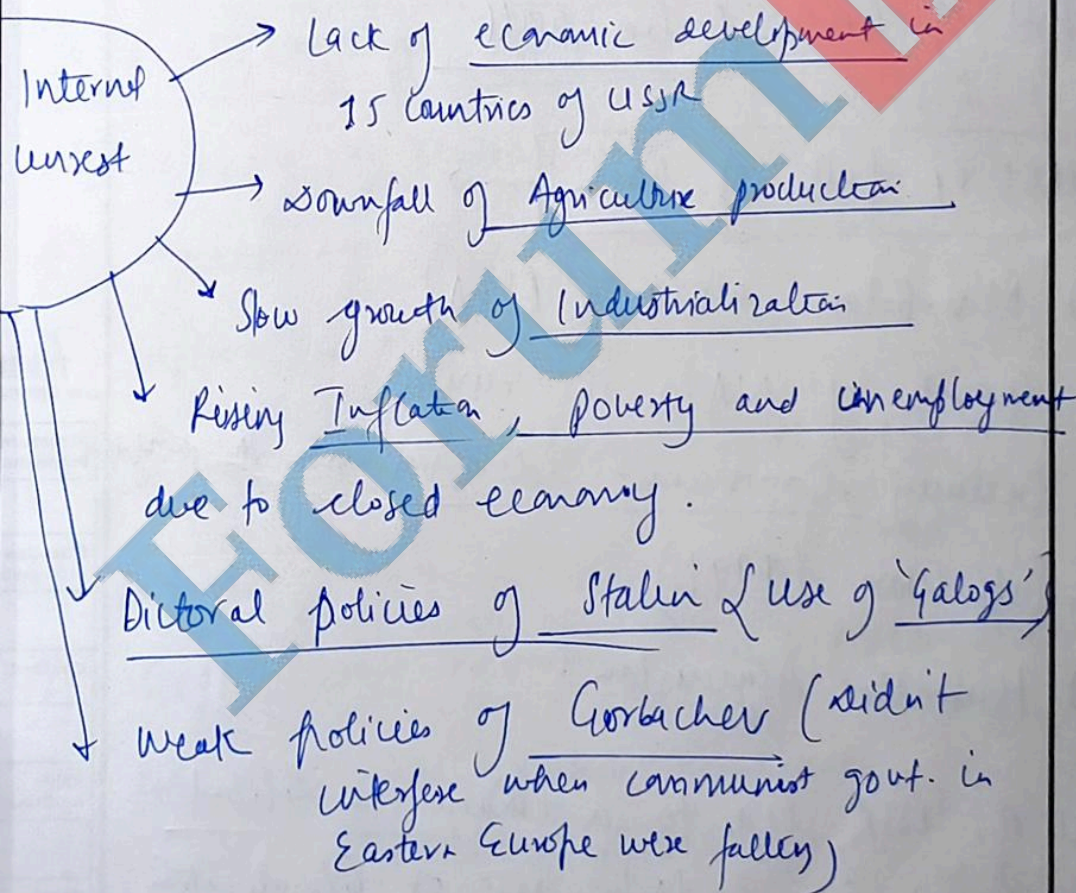 Internal
unrest
Lack of economic development in
15 Countries of USSR
Downfall of Agriculture production
Slow growth of Industrialization
Rising Inflation, poverty and unemployment
due to closed economy.
Dictoral policies of Stalin (use of 'Galogs')
Weak policies of Gorbachev (didn't
interfere when communist govt. in
Eastern Europe were falling)
Forum